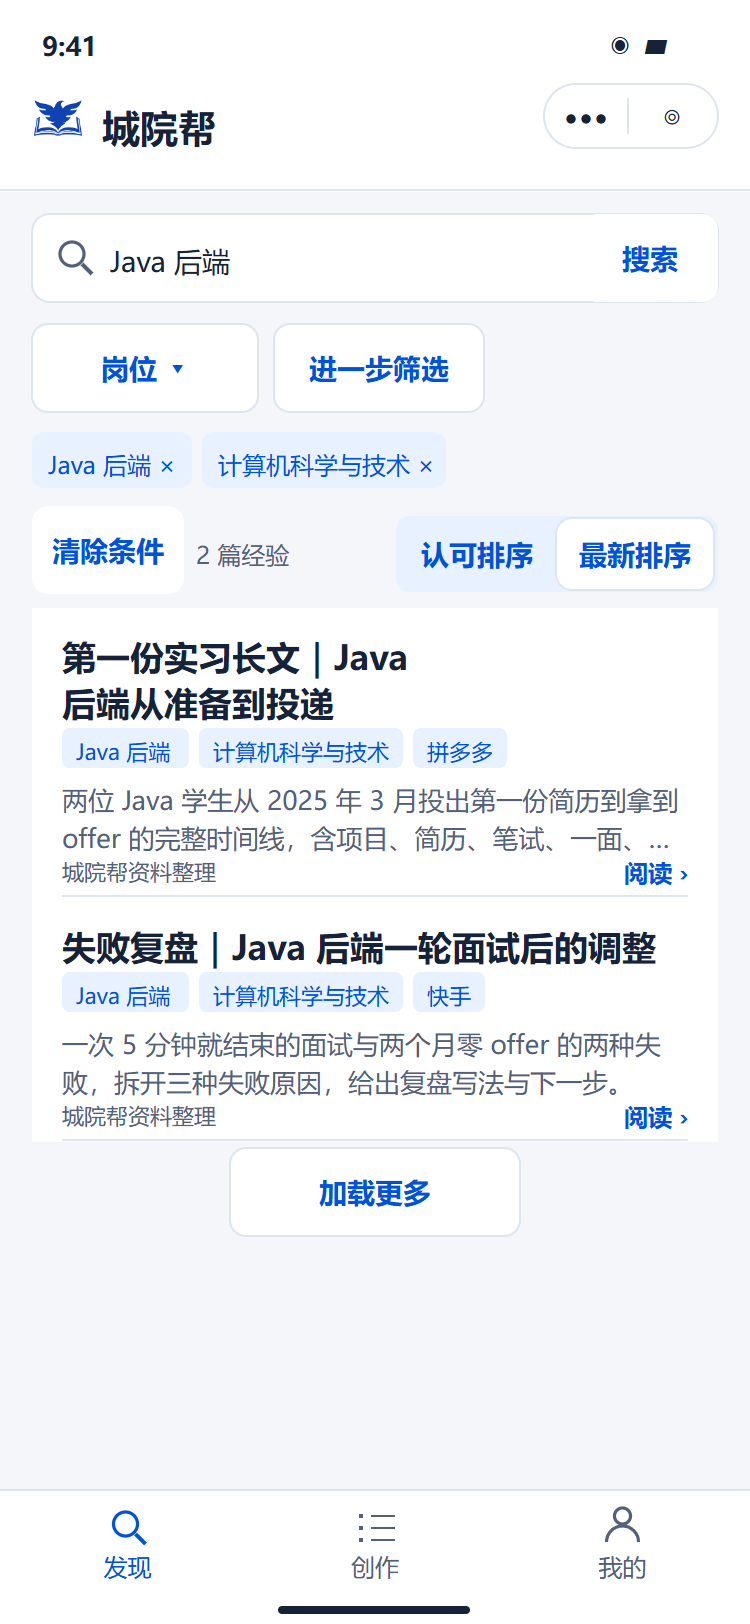 9:41
城院帮
Java 后端
搜索
岗位 ▼
进一步筛选
Java 后端 ×
计算机科学与技术 ×
清除条件
2 篇经验
认可排序
最新排序
第一份实习长文｜Java
后端从准备到投递
Java 后端
计算机科学与技术
拼多多
两位 Java 学生从 2025 年 3 月投出第一份简历到拿到
offer 的完整时间线，含项目、简历、笔试、一面、…
城院帮资料整理
阅读 ›
失败复盘｜Java 后端一轮面试后的调整
Java 后端
计算机科学与技术
快手
一次 5 分钟就结束的面试与两个月零 offer 的两种失
败，拆开三种失败原因，给出复盘写法与下一步。
城院帮资料整理
阅读 ›
加载更多
发现
创作
我的